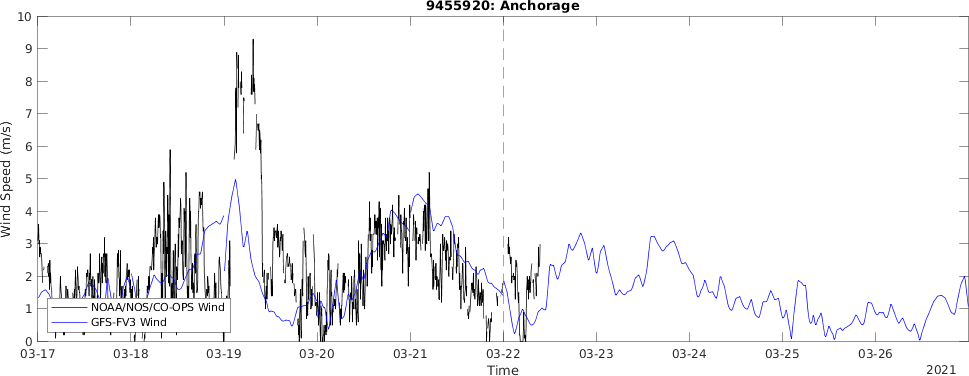 9455920: Anchorage
10
9
8
7
6
5
4
3
2
1
0
Wind Speed (m/s)
NOAA/NOS/CO-OPS Wind
GFS-FV3 Wind
03-17 03-18 03-19 03-20 03-21 03-22 03-23 03-24 03-25 03-26
Time
2021